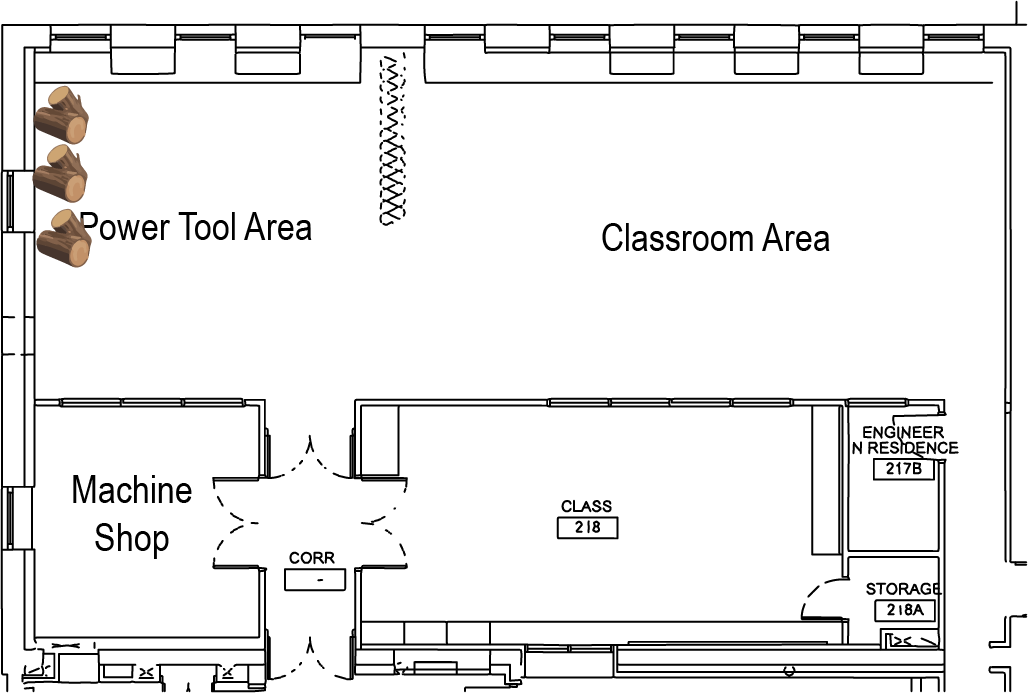 Power Tool Area
Classroom Area
Machine
Shop
CORR
-
CLASS
218
ENGINEER
N RESIDENCE
217B
STORAGE
218A